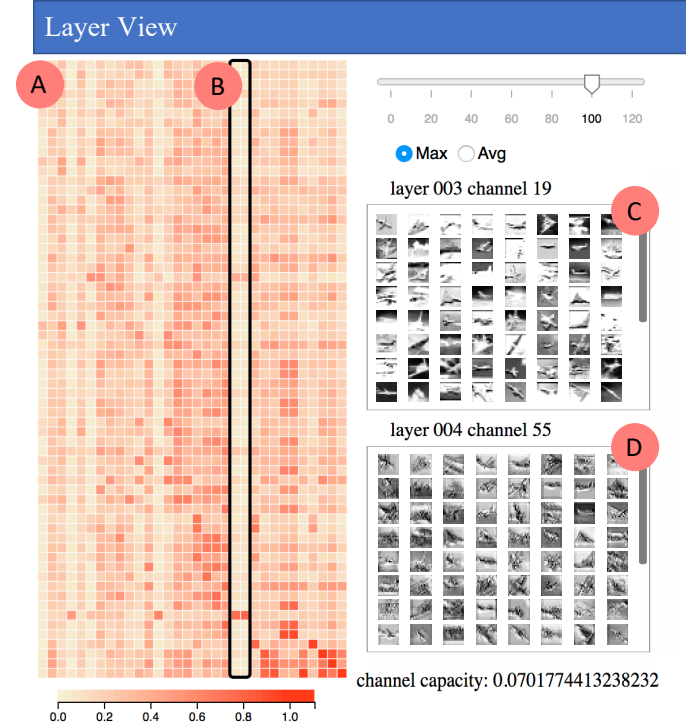 Layer View
A
B
0 20 40 60 80 100 120
Max Avg
layer 003 channel 19
C
layer 004 channel 55
D
channel capacity: 0.0701774413238232
0.0 0.2 0.4 0.6 0.8 1.0